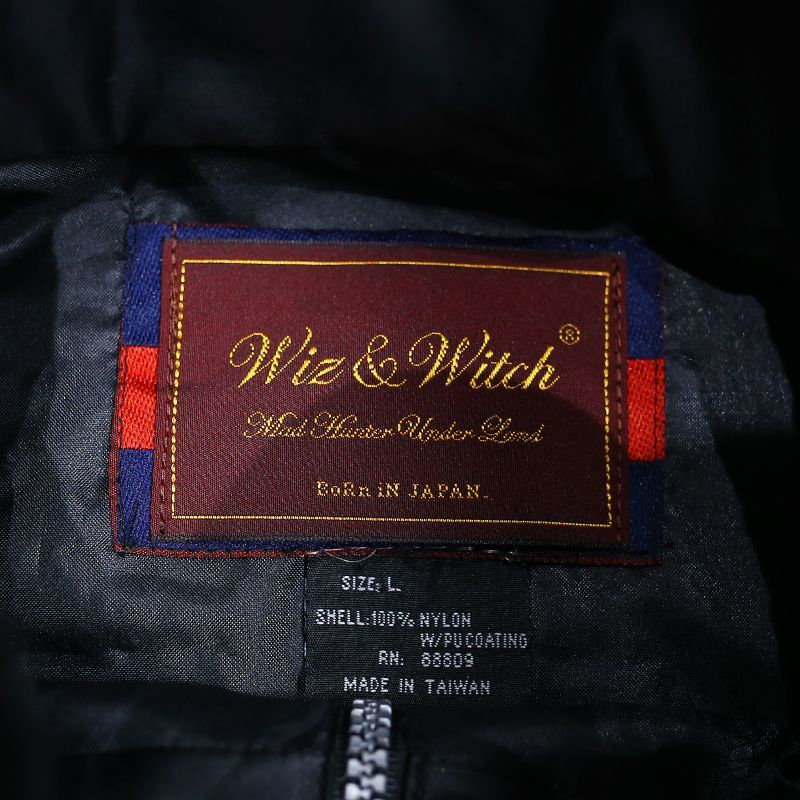 Wiz & Witch ®
Mad Hunter Under Land
BoRn iN JAPAN.
SIZE: L.
SHELL:100% NYLON
W/PU COATING
RN: 88809
MADE IN TAIWAN